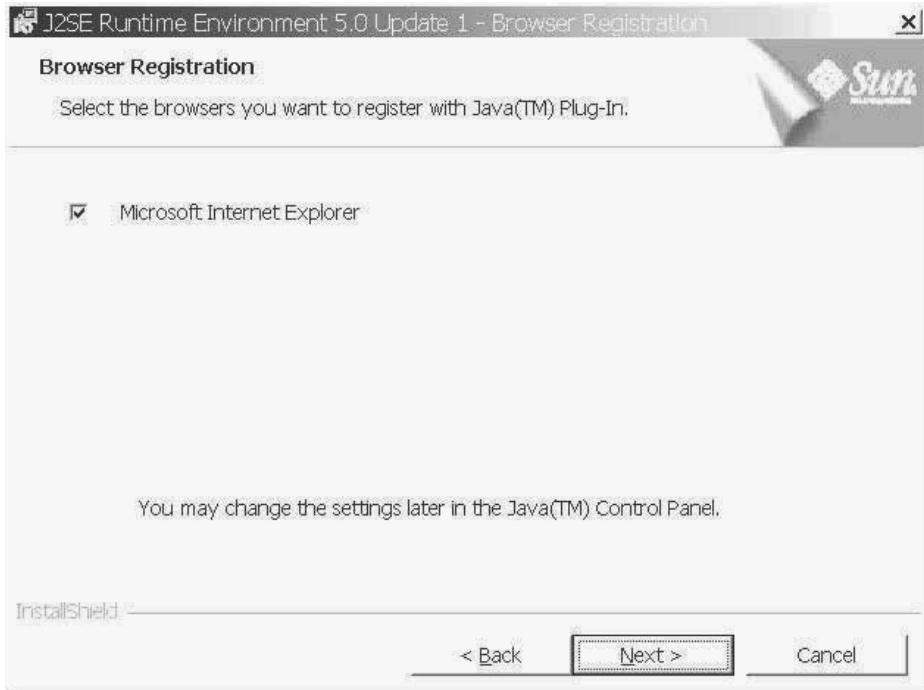 J2SE Runtime Environment 5.0 Update 1 - Browser Registration
Browser Registration
Select the browsers you want to register with Java(TM) Plug-In.
Sun
Microsoft Internet Explorer
You may change the settings later in the Java(TM) Control Panel.
InstallShield
< Back
Next >
Cancel